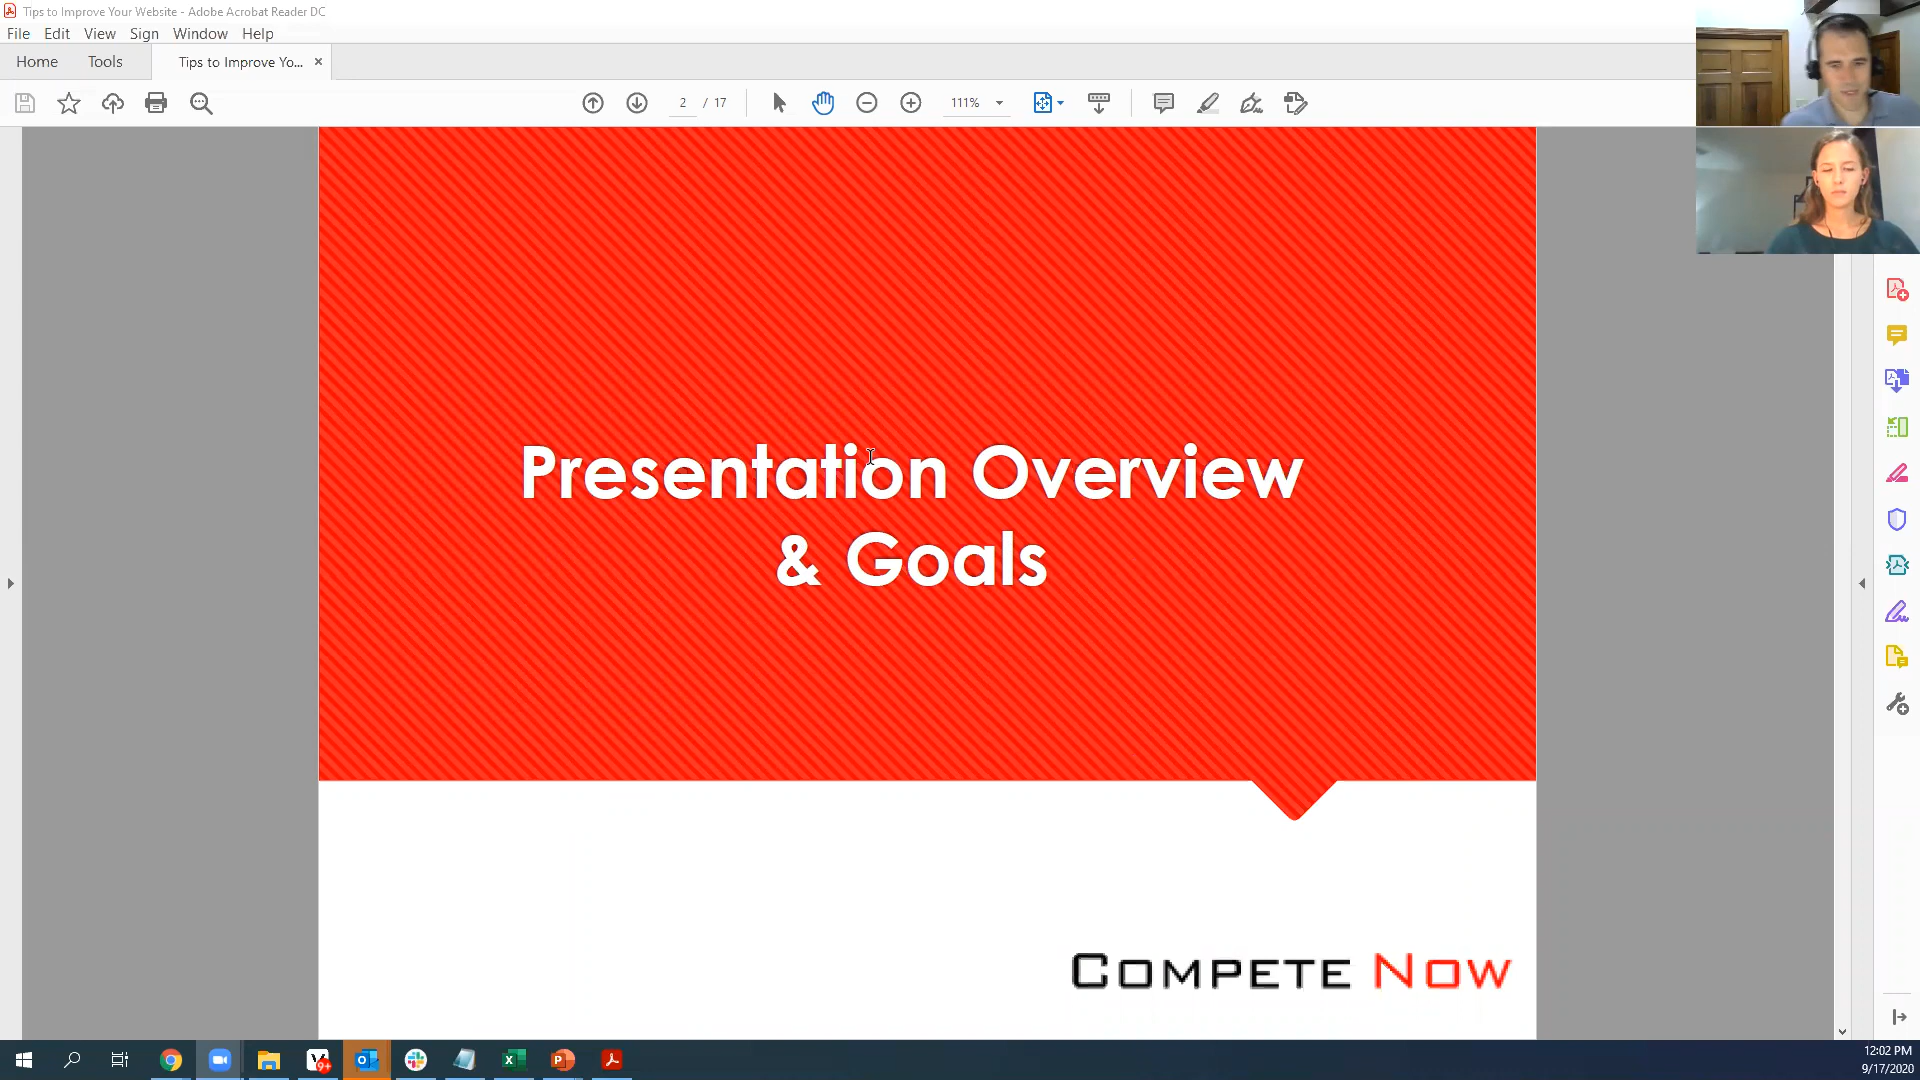 Tips to Improve Your Website - Adobe Acrobat Reader DC
File Edit View Sign Window Help
Home Tools Tips to Improve Yo... ×
2 / 17 111%
Presentation Overview
& Goals
Compete Now
9+
12:02 PM
9/17/2020